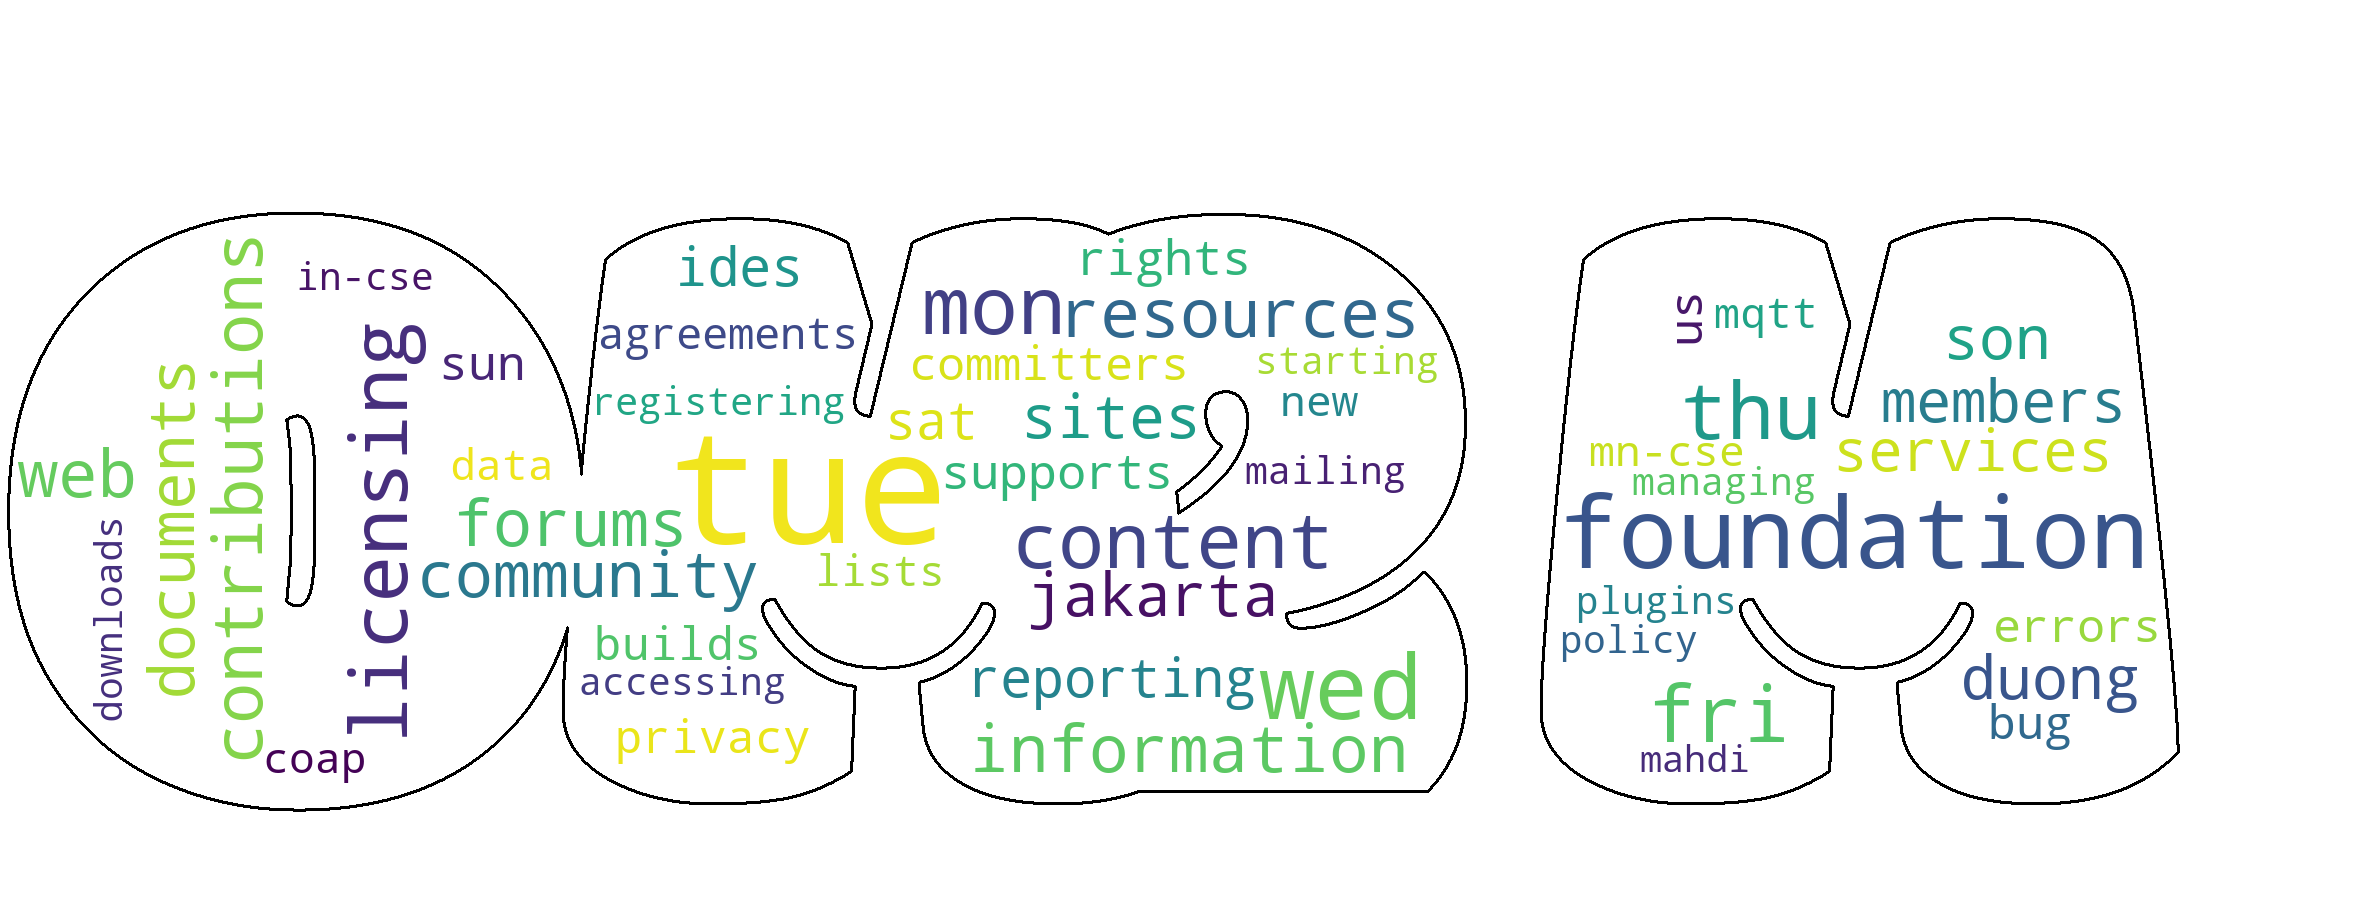 web
downloads
documents
contributions
in-cse
licensing
sun
coap
data
forums
community
ides
agreements
registering
tue
lists
builds
accessing
privacy
rights
mon
resources
committers
starting
sat
sites
new
supports
mailing
content
jakarta
reporting
wed
information
us
mqtt
son
thu
members
mn-cse
services
managing
foundation
plugins
policy
errors
fri
duong
mahdi
bug